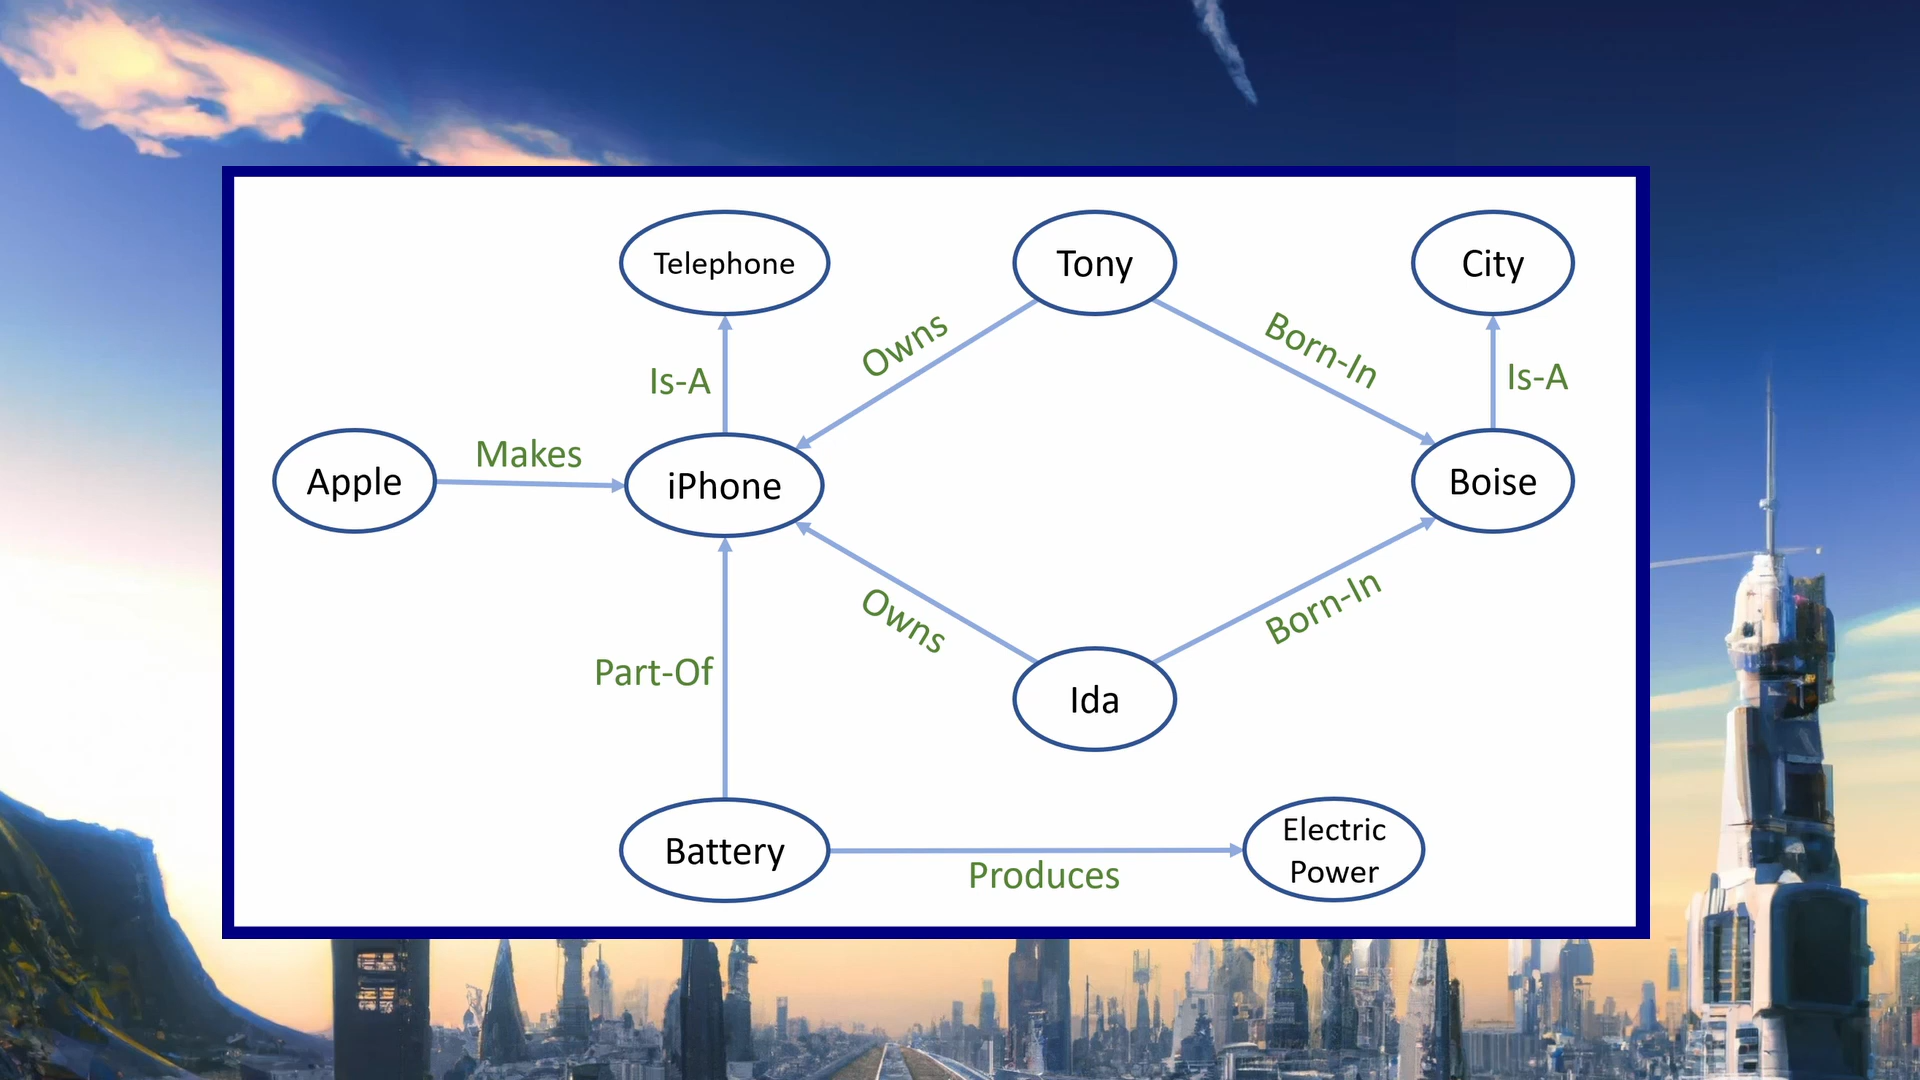 Telephone
Tony
City
Owns
Born-In
Is-A
Is-A
Makes
Apple
iPhone
Boise
Owns
Born-In
Part-Of
Ida
Battery
Produces
Electric
Power